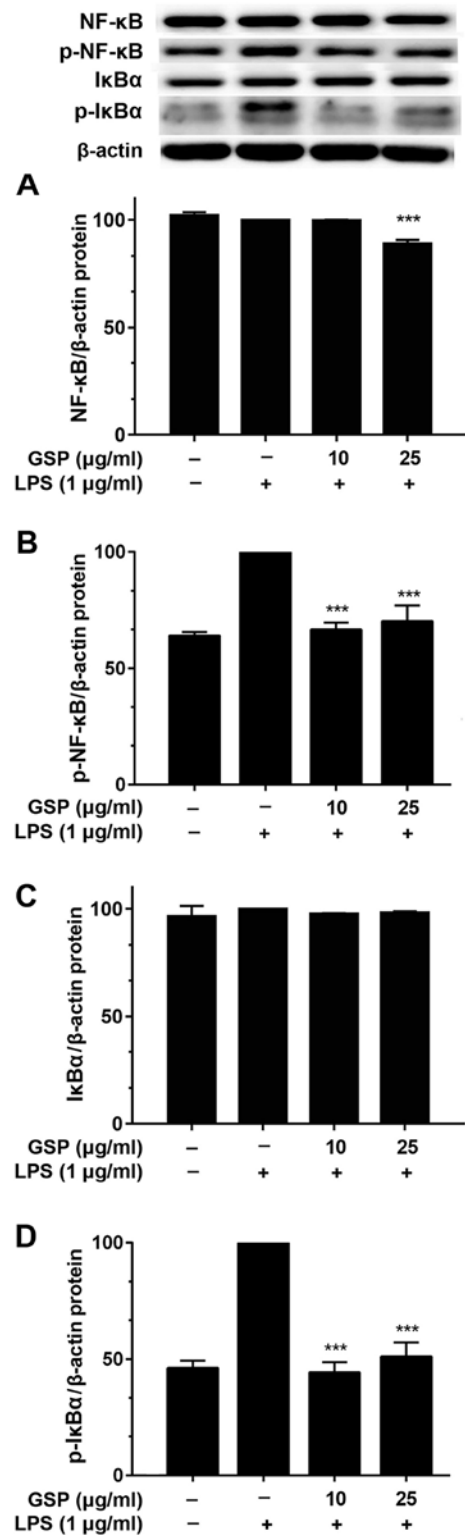 NF-κB
p-NF-κB
IκBα
p-IκBα
β-actin
A
NF-κB/β-actin protein
100
50
0
***
GSP (μg/ml) – – 10 25
LPS (1 μg/ml) – + + +
B
p-NF-κB/β-actin protein
100
50
0
*** ***
GSP (μg/ml) – – 10 25
LPS (1 μg/ml) – + + +
C
IκBα/β-actin protein
100
50
0
GSP (μg/ml) – – 10 25
LPS (1 μg/ml) – + + +
D
p-IκBα/β-actin protein
100
50
0
*** ***
GSP (μg/ml) – – 10 25
LPS (1 μg/ml) – + + +